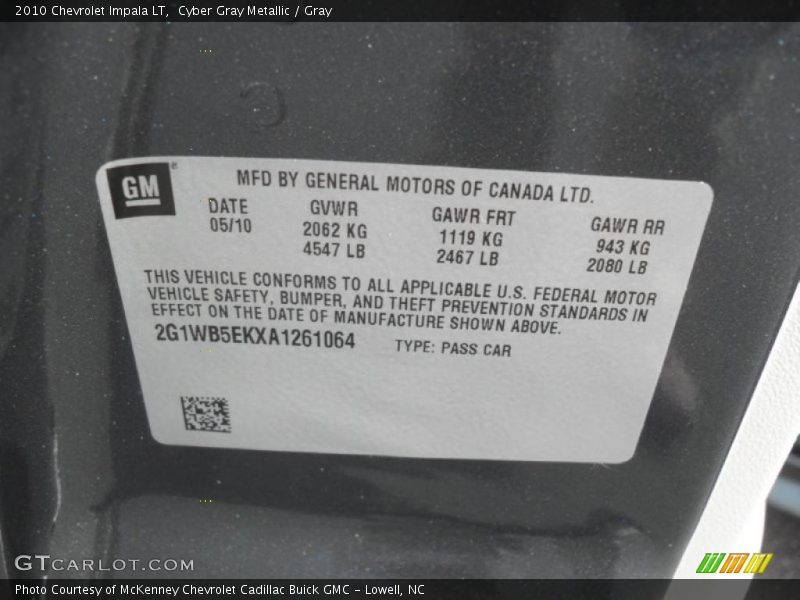 2010 Chevrolet Impala LT, Cyber Gray Metallic / Gray
GM
MFD BY GENERAL MOTORS OF CANADA LTD.
DATE GVWR GAWR FRT GAWR RR
05/10 2062 KG 1119 KG 943 KG
4547 LB 2467 LB 2080 LB
THIS VEHICLE CONFORMS TO ALL APPLICABLE U.S. FEDERAL MOTOR
VEHICLE SAFETY, BUMPER, AND THEFT PREVENTION STANDARDS IN
EFFECT ON THE DATE OF MANUFACTURE SHOWN ABOVE.
2G1WB5EKXA1261064 TYPE: PASS CAR
GTCARLOT.COM
Photo Courtesy of McKenney Chevrolet Cadillac Buick GMC - Lowell, NC